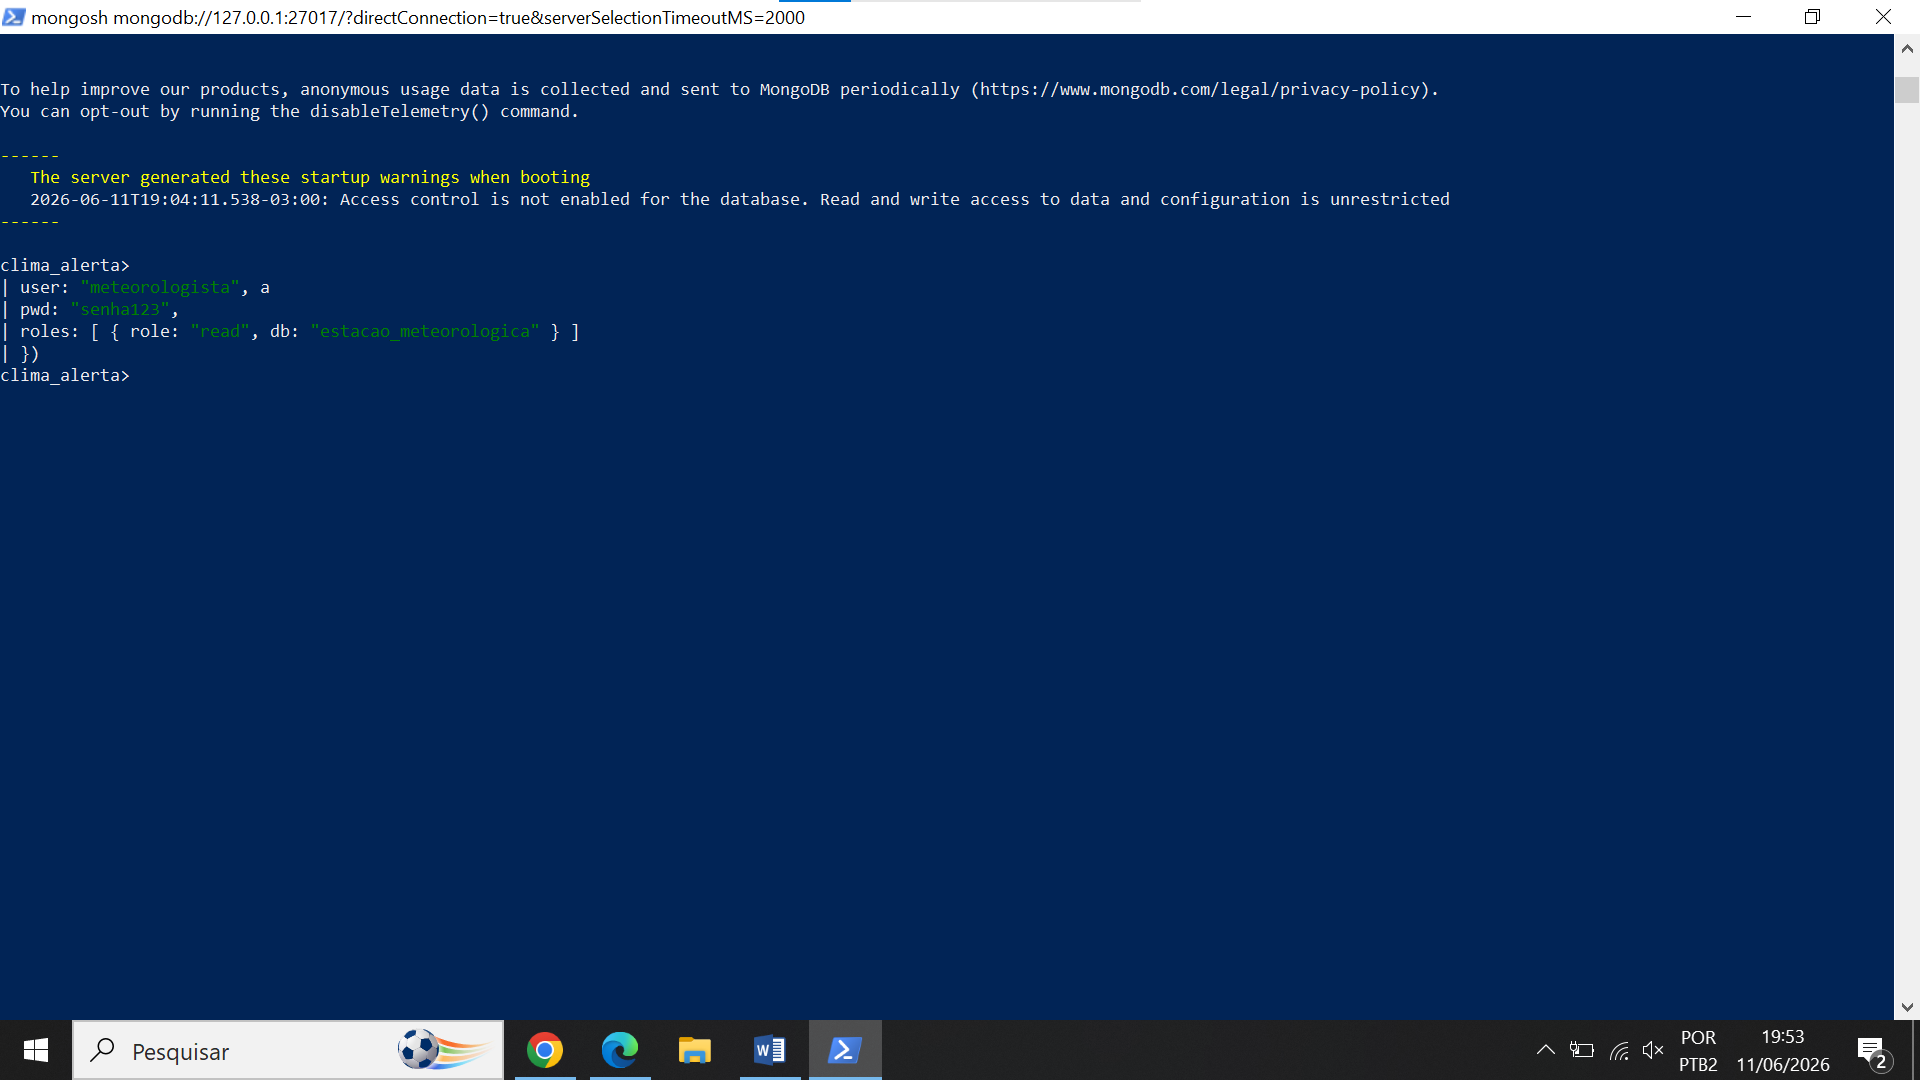 mongosh mongodb://127.0.0.1:27017/?directConnection=true&serverSelectionTimeoutMS=2000
To help improve our products, anonymous usage data is collected and sent to MongoDB periodically (https://www.mongodb.com/legal/privacy-policy).
You can opt-out by running the disableTelemetry() command.
------
The server generated these startup warnings when booting
2026-06-11T19:04:11.538-03:00: Access control is not enabled for the database. Read and write access to data and configuration is unrestricted
------
clima_alerta>
| user: "meteorologista", a
| pwd: "senha123",
| roles: [ { role: "read", db: "estacao_meteorologica" } ]
| })
clima_alerta>
Pesquisar
POR
PTB2
19:53
11/06/2026
2